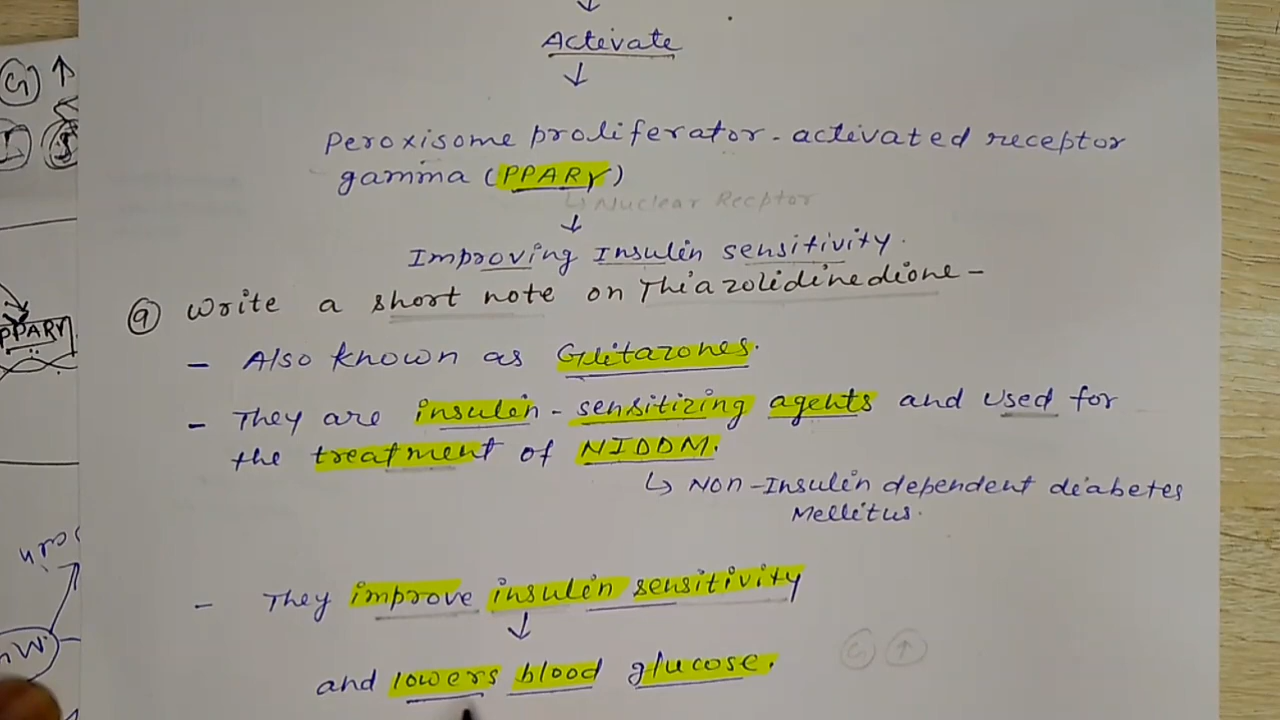 ↓
Activate
↓
Peroxisome proliferator-activated receptor
gamma (PPARγ)
↳ Nuclear Recptor
↓
Improving Insulin sensitivity.
9 Write a short note on Thiazolidinedione-
- Also known as Glitazones.
- They are insulin-sensitizing agents and used for
the treatment of NIDDM.
↳ Non-Insulin dependent diabetes
Mellitus.
- They improve insulin sensitivity
↓
and lowers blood glucose.
G ↑
G ↑
I
PPARγ